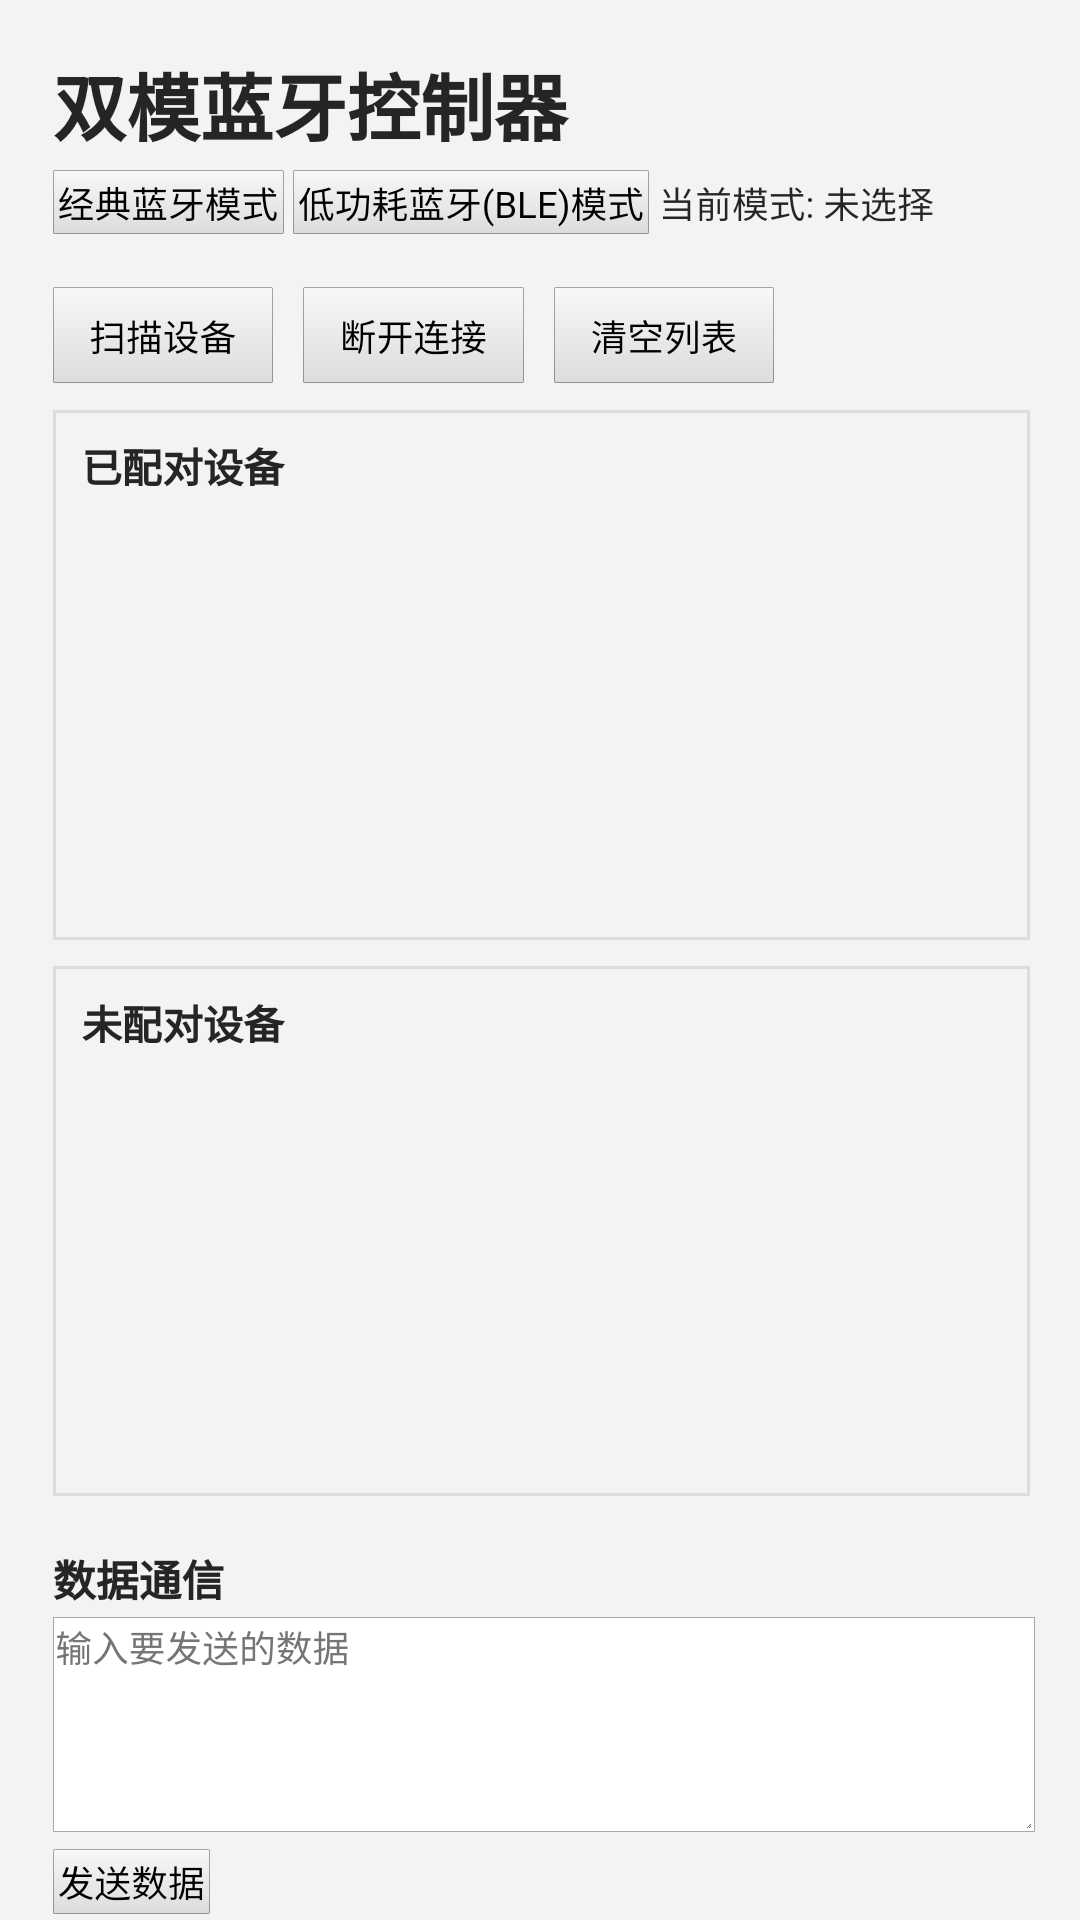 双模蓝牙控制器
经典蓝牙模式 低功耗蓝牙(BLE)模式 当前模式: 未选择
扫描设备 断开连接 清空列表
已配对设备
未配对设备
数据通信
输入要发送的数据
发送数据